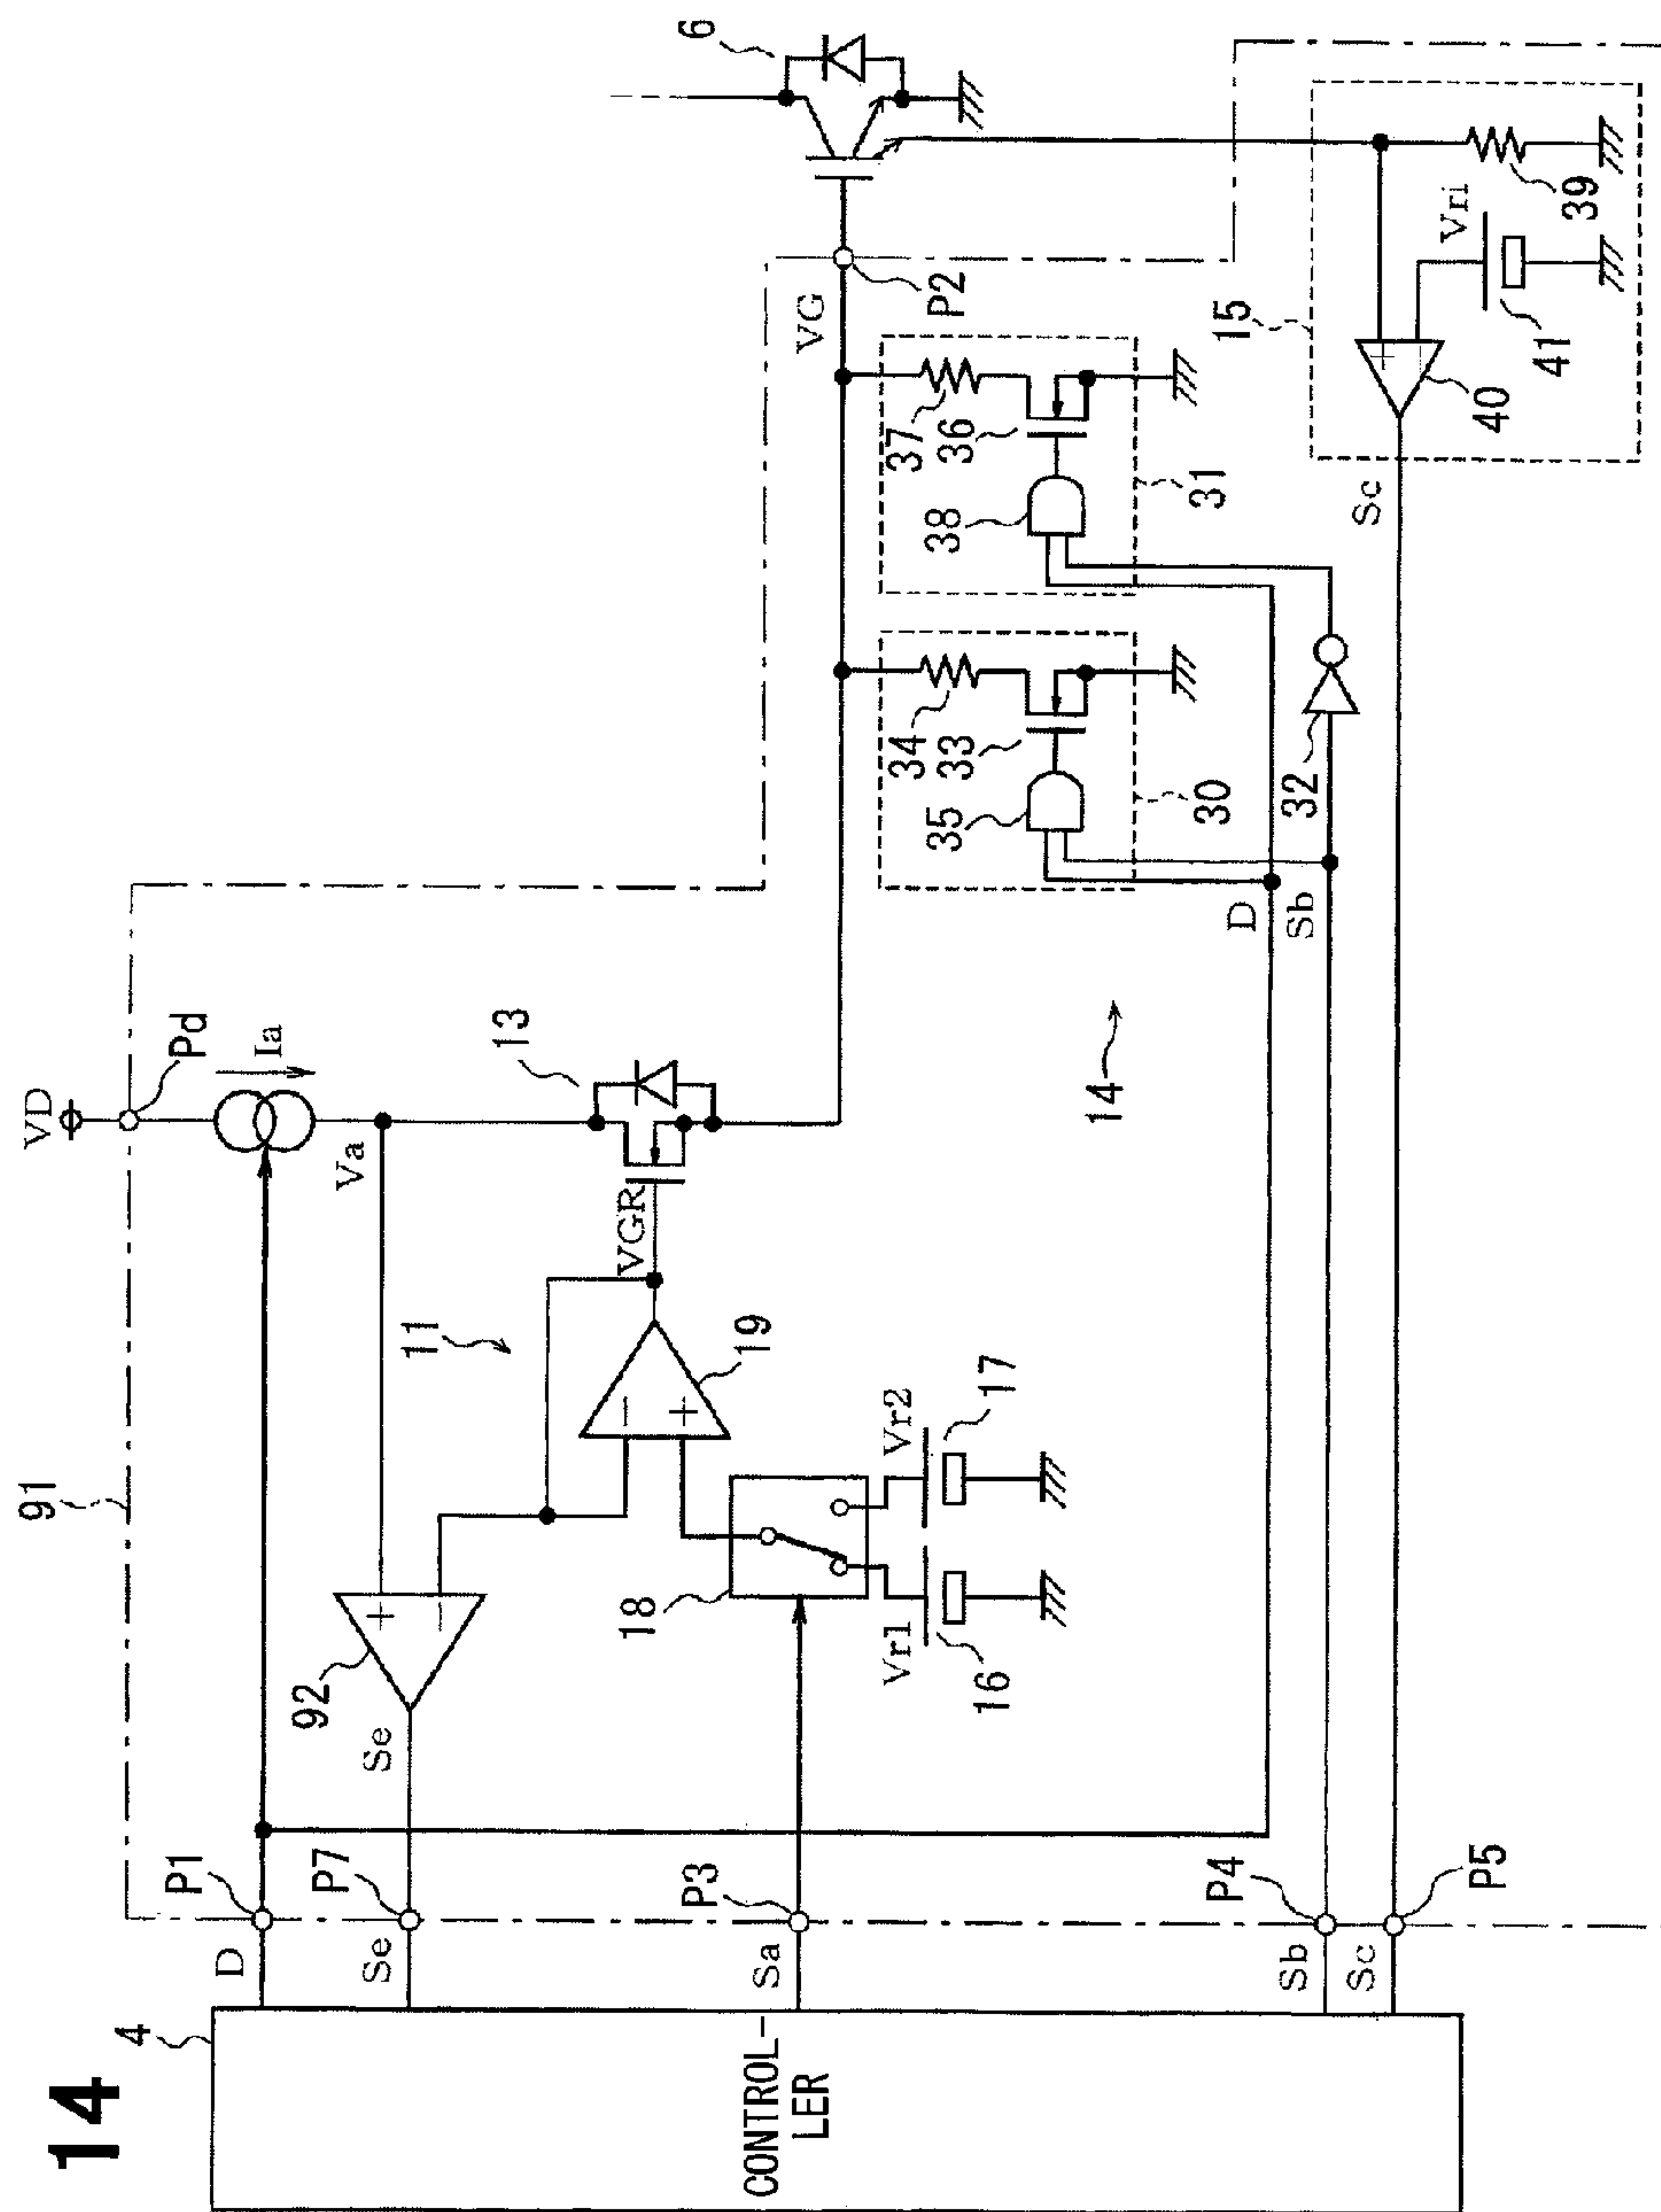 14
4
CONTROL-
LER
D
P1
Se
P7
Sa
P3
Sb
P4
Sc
P5
91
VD
Pd
Ia
Va
92
Se
+
−
11
VGR
13
19
−
+
18
Vr1
16
Vr2
17
14
VG
P2
6
34
33
35
30
37
36
38
31
D
Sb
32
Sc
15
+
−
40
Vri
41
39